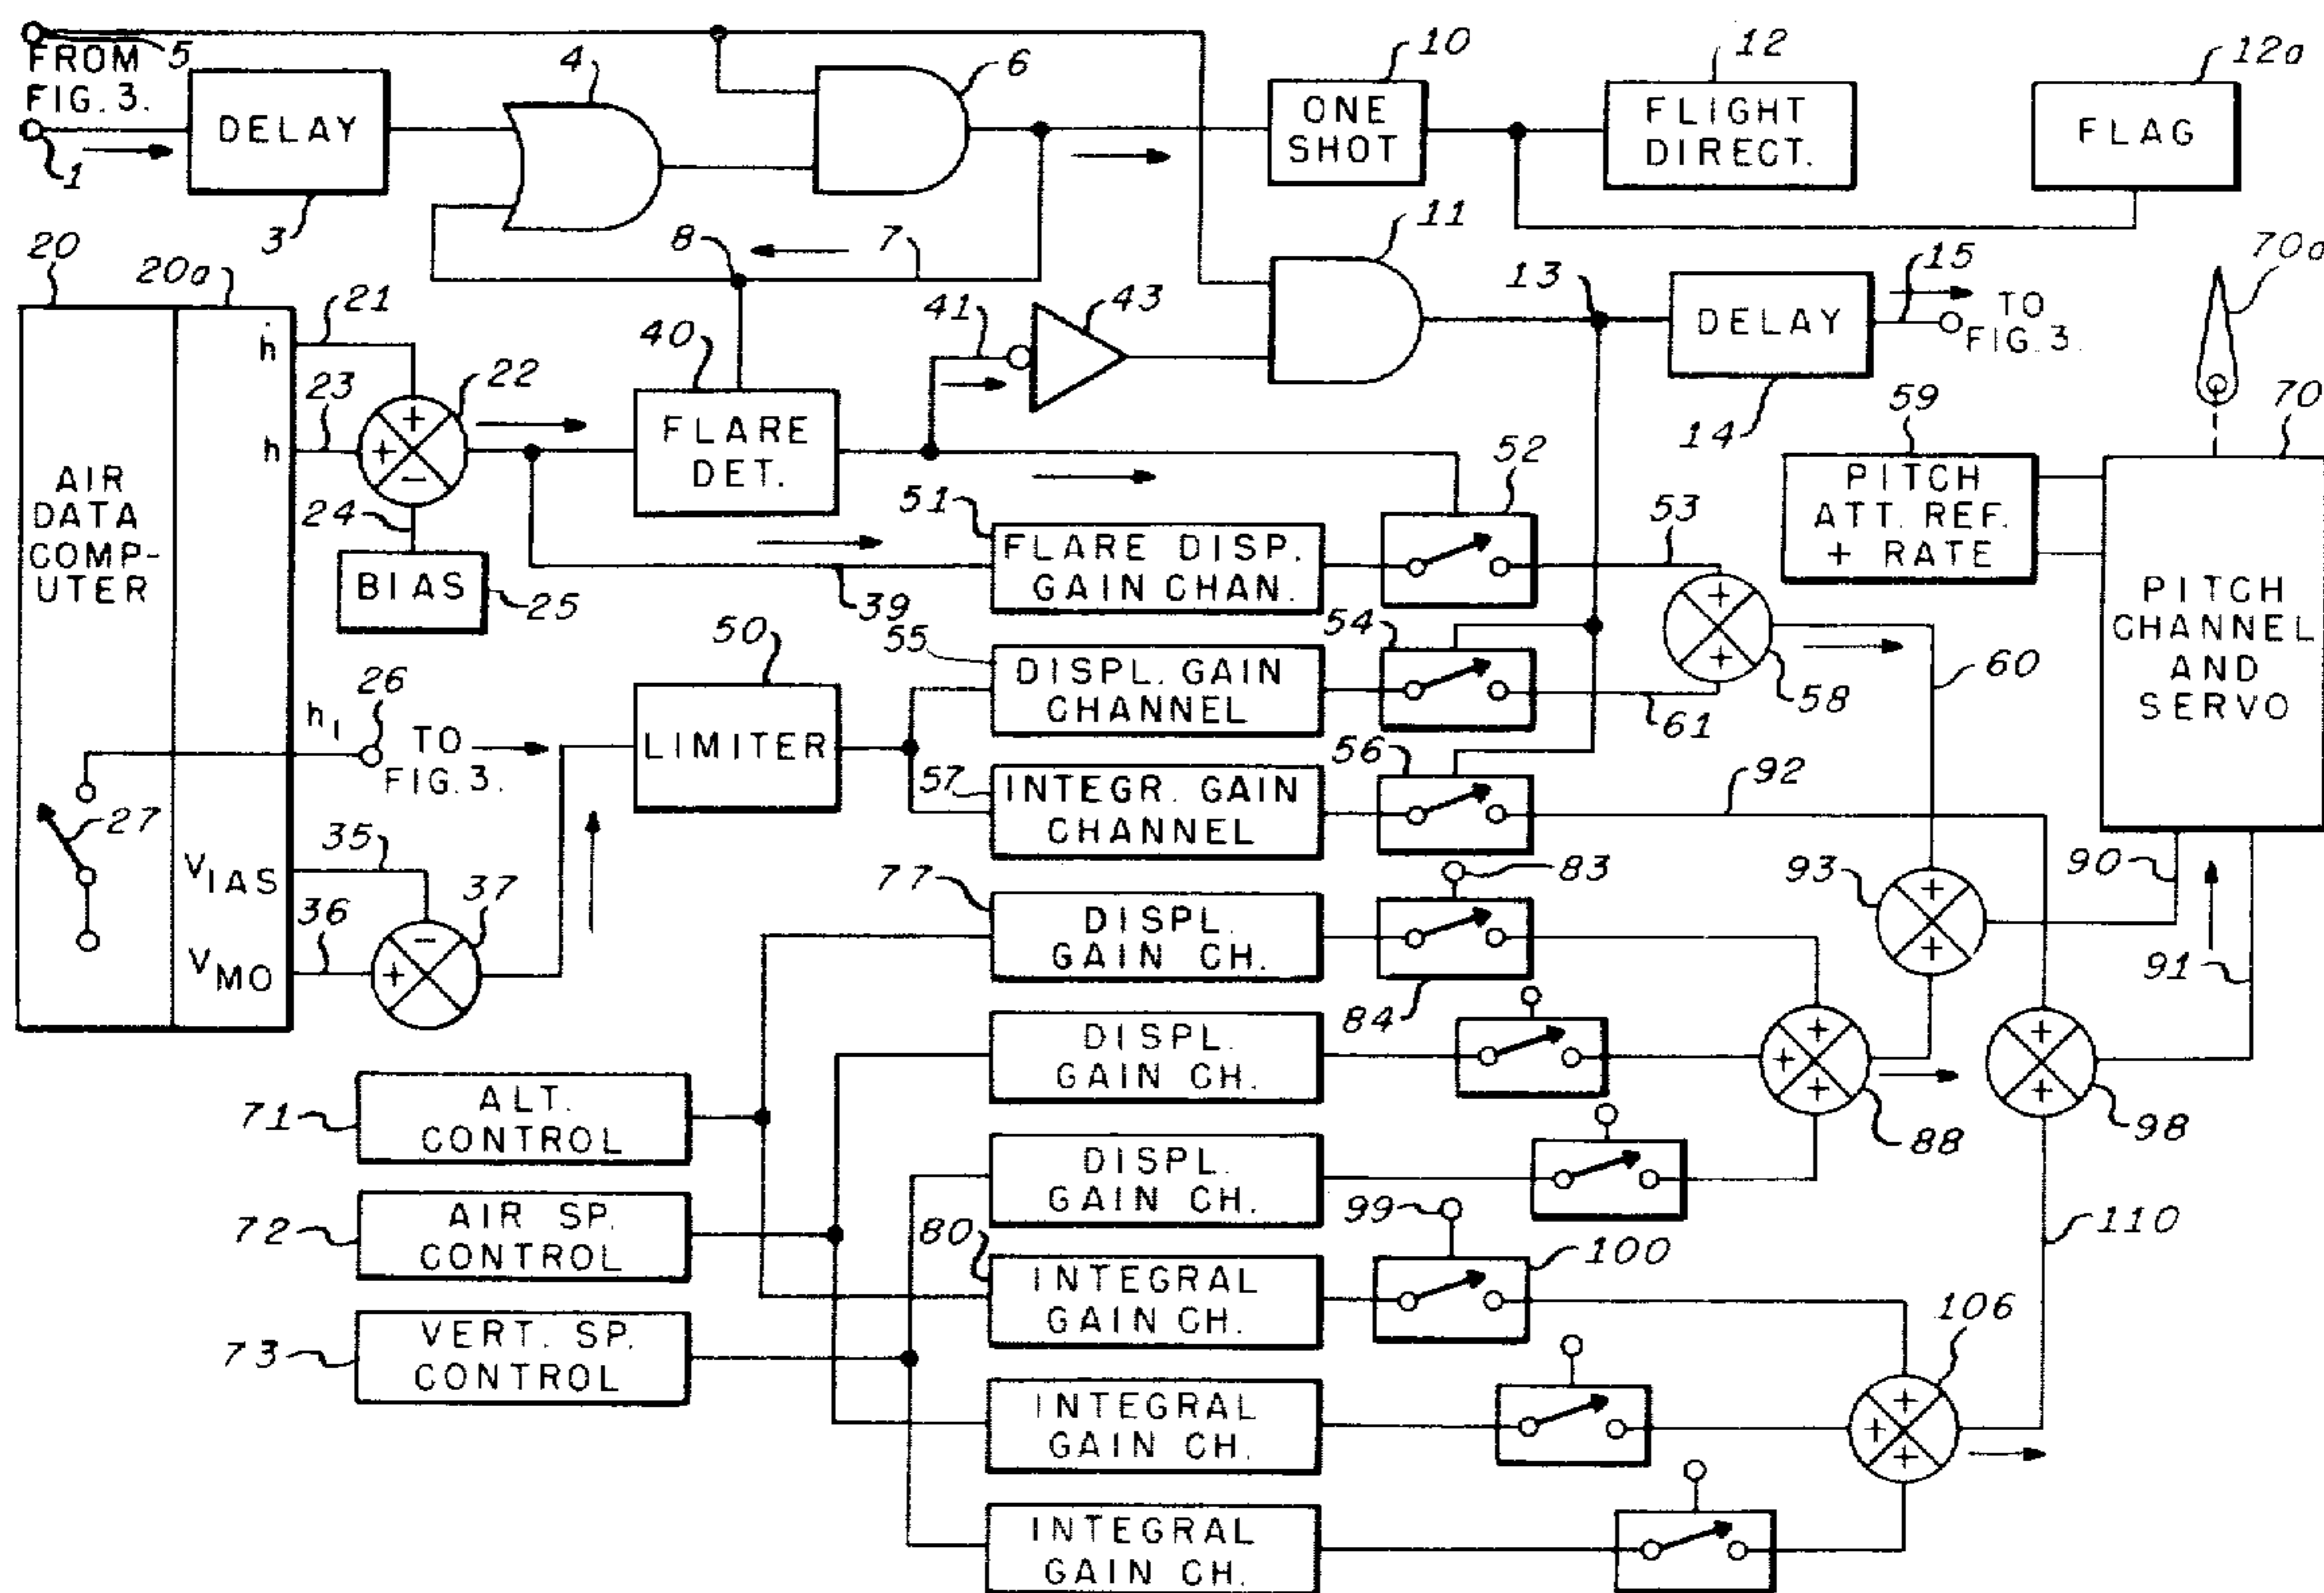 5
FROM
FIG. 3.
1
DELAY
3
4
6
7
8
10
ONE
SHOT
12
FLIGHT
DIRECT.
12a
FLAG
11
13
DELAY
14
15
TO
FIG. 3.
20
20a
AIR
DATA
COMP-
UTER
ḣ
21
22
h
23
+
+
−
24
BIAS
25
40
FLARE
DET.
41
43
39
51
FLARE DISP.
GAIN CHAN.
52
53
59
PITCH
ATT. REF.
+ RATE
70a
70
PITCH
CHANNEL
AND
SERVO
h1
26
TO
FIG. 3.
27
50
LIMITER
55
DISPL. GAIN
CHANNEL
54
61
+
+
58
60
57
INTEGR. GAIN
CHANNEL
56
92
VIAS
35
VMO
36
−
+
37
77
DISPL.
GAIN CH.
83
84
93
+
+
90
91
DISPL.
GAIN CH.
+
+
+
88
+
+
98
71
ALT.
CONTROL
DISPL.
GAIN CH.
72
AIR SP.
CONTROL
80
INTEGRAL
GAIN CH.
99
100
110
73
VERT. SP.
CONTROL
INTEGRAL
GAIN CH.
+
+
+
106
INTEGRAL
GAIN CH.